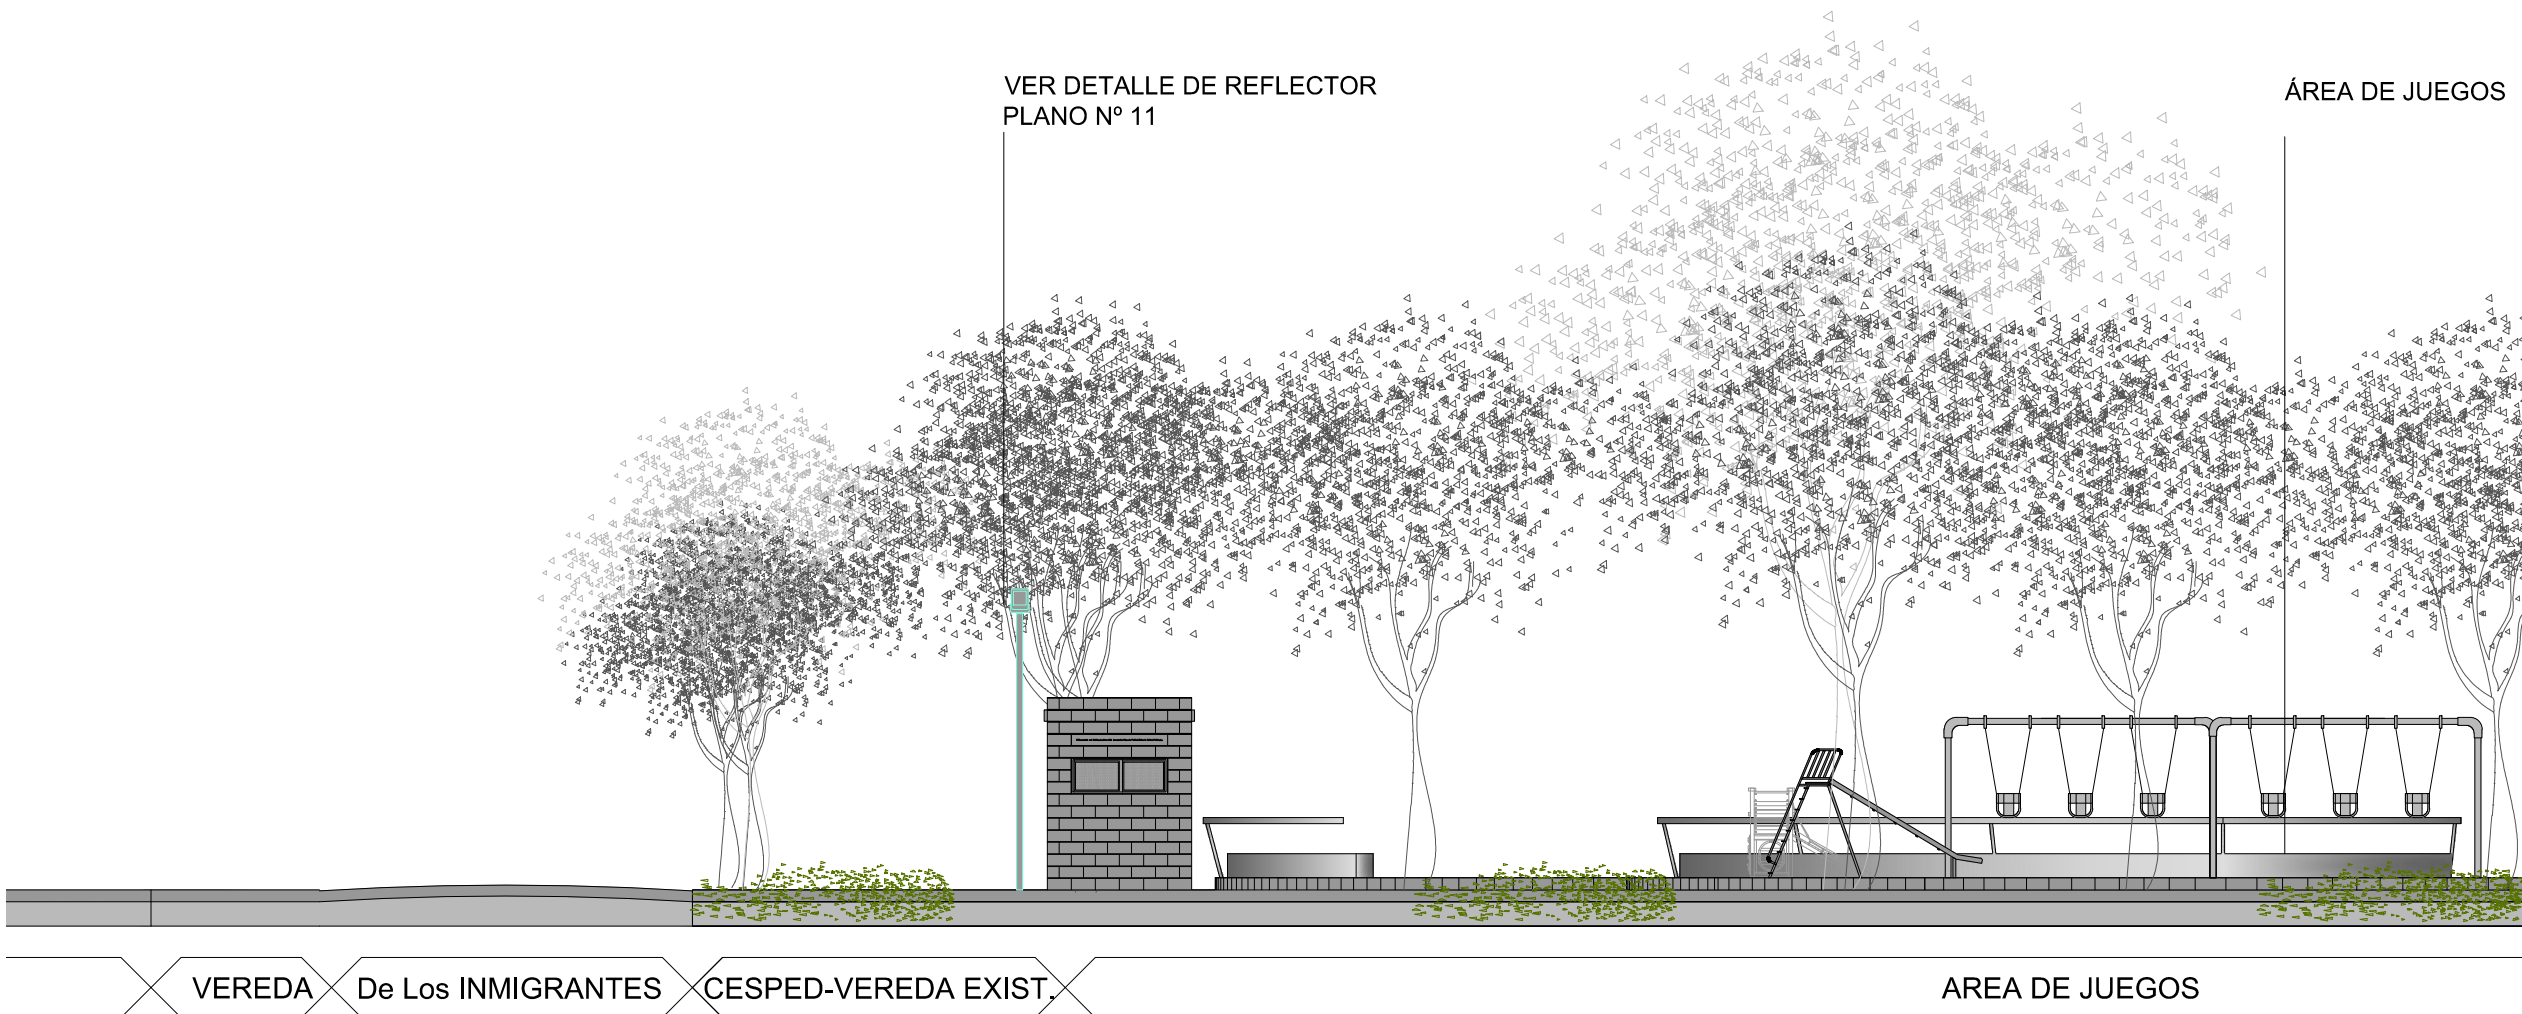 VER DETALLE DE REFLECTOR
PLANO Nº 11
ÁREA DE JUEGOS
VEREDA
De Los INMIGRANTES
CESPED-VEREDA EXIST.
AREA DE JUEGOS